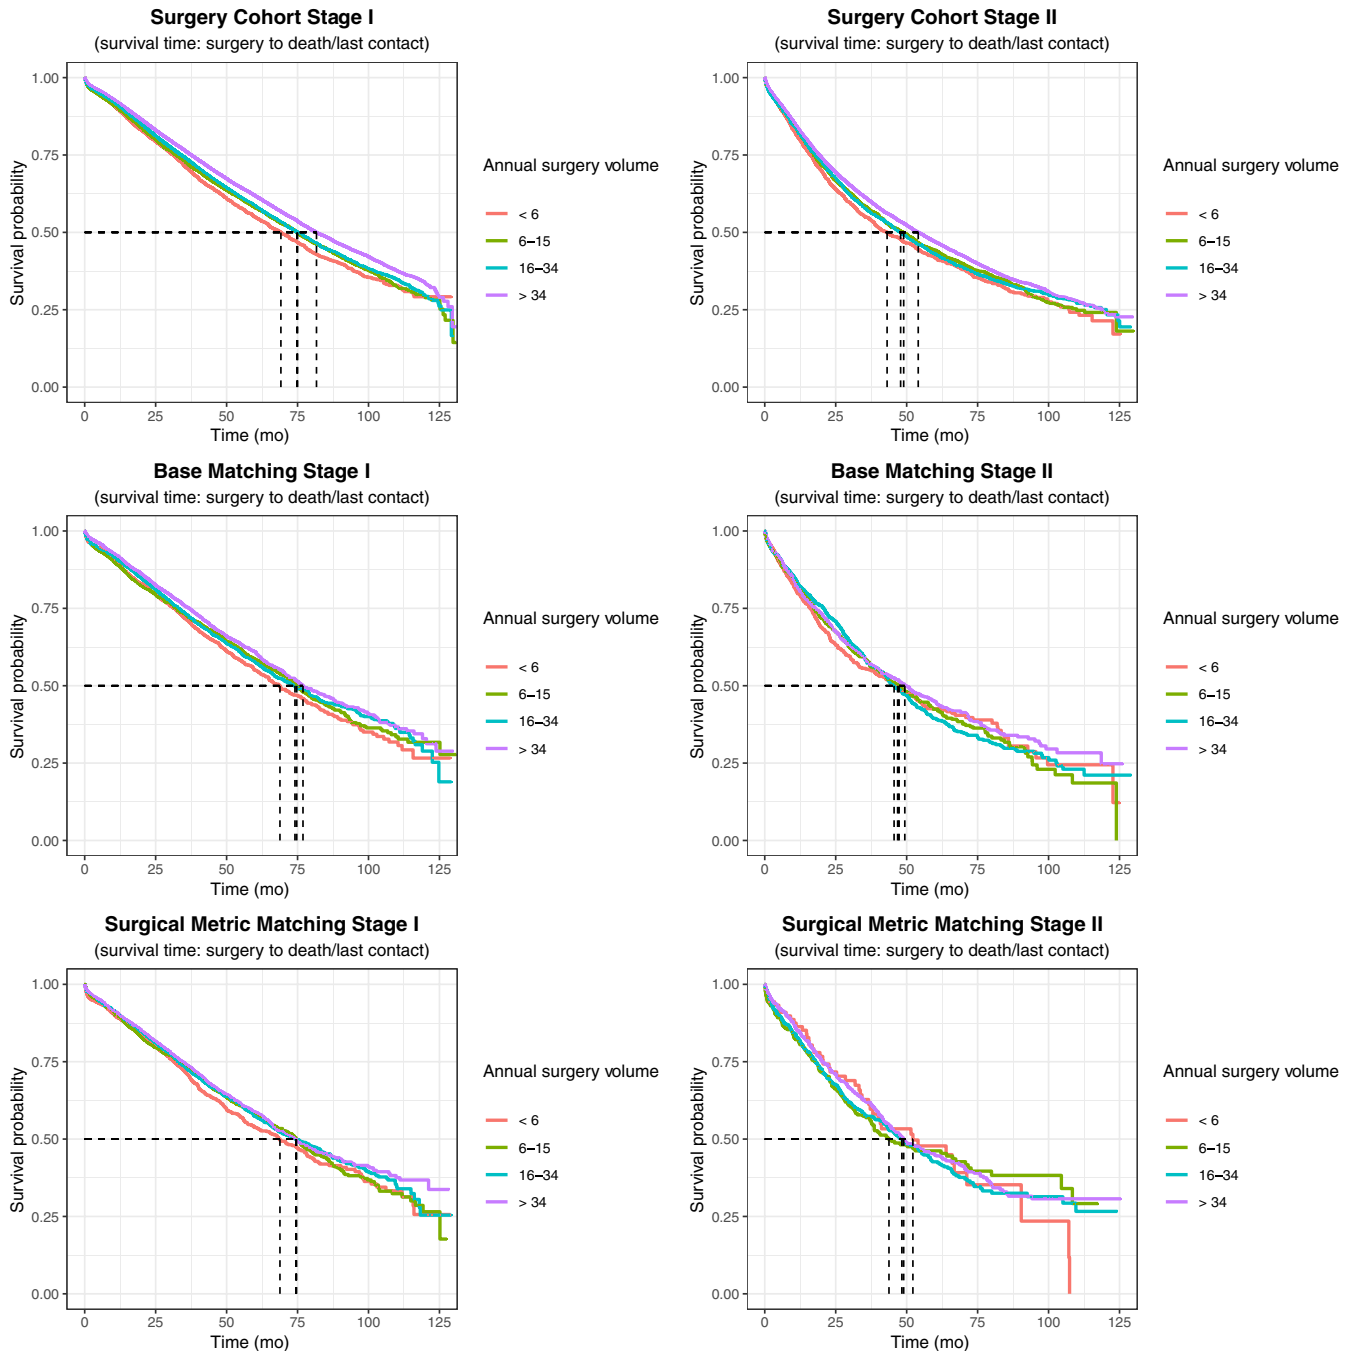 Surgery Cohort Stage I
(survival time: surgery to death/last contact)
Survival probability
1.00
0.75
0.50
0.25
0.00
0 25 50 75 100 125
Time (mo)
Annual surgery volume
< 6
6–15
16–34
> 34
Surgery Cohort Stage II
(survival time: surgery to death/last contact)
Survival probability
1.00
0.75
0.50
0.25
0.00
0 25 50 75 100 125
Time (mo)
Annual surgery volume
< 6
6–15
16–34
> 34
Base Matching Stage I
(survival time: surgery to death/last contact)
Survival probability
1.00
0.75
0.50
0.25
0.00
0 25 50 75 100 125
Time (mo)
Annual surgery volume
< 6
6–15
16–34
> 34
Base Matching Stage II
(survival time: surgery to death/last contact)
Survival probability
1.00
0.75
0.50
0.25
0.00
0 25 50 75 100 125
Time (mo)
Annual surgery volume
< 6
6–15
16–34
> 34
Surgical Metric Matching Stage I
(survival time: surgery to death/last contact)
Survival probability
1.00
0.75
0.50
0.25
0.00
0 25 50 75 100 125
Time (mo)
Annual surgery volume
< 6
6–15
16–34
> 34
Surgical Metric Matching Stage II
(survival time: surgery to death/last contact)
Survival probability
1.00
0.75
0.50
0.25
0.00
0 25 50 75 100 125
Time (mo)
Annual surgery volume
< 6
6–15
16–34
> 34